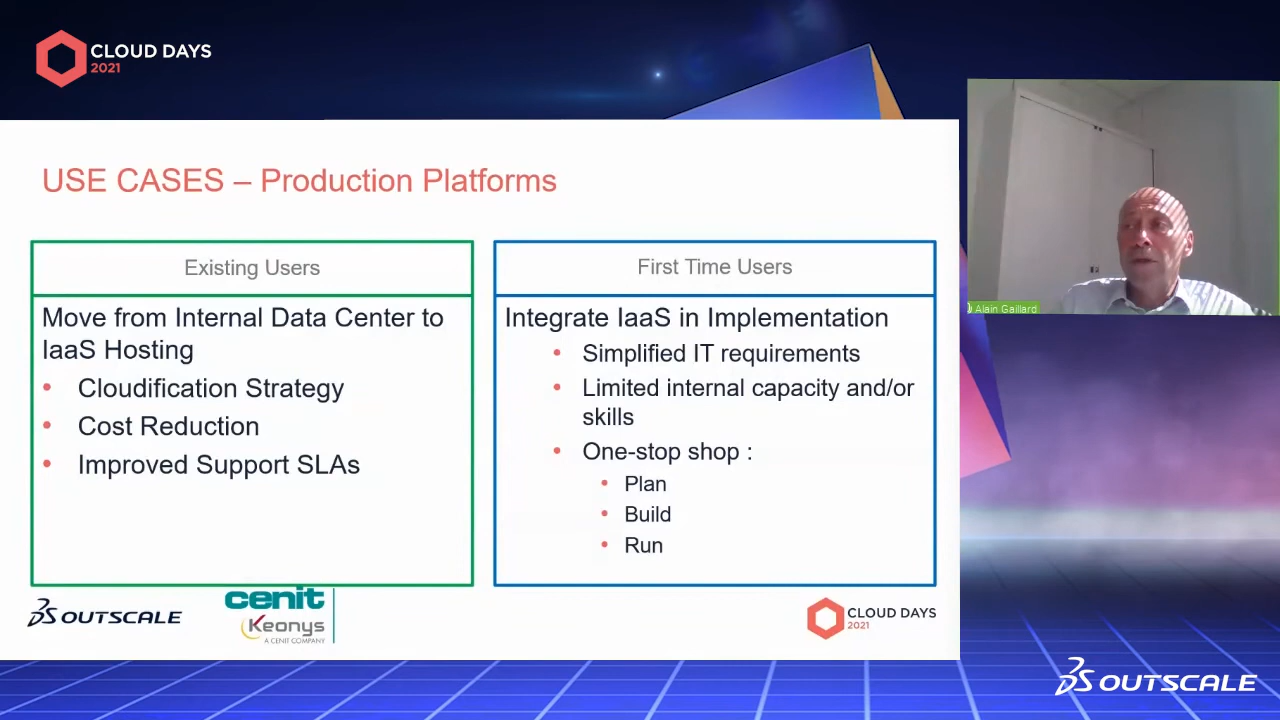 CLOUD DAYS
2021
USE CASES – Production Platforms
Existing Users
Move from Internal Data Center to
IaaS Hosting
• Cloudification Strategy
• Cost Reduction
• Improved Support SLAs
First Time Users
Integrate IaaS in Implementation
• Simplified IT requirements
• Limited internal capacity and/or
skills
• One-stop shop :
• Plan
• Build
• Run
Alain Gaillard
3DS OUTSCALE
cenit
Keonys
A CENIT COMPANY
CLOUD DAYS
2021
3DS OUTSCALE